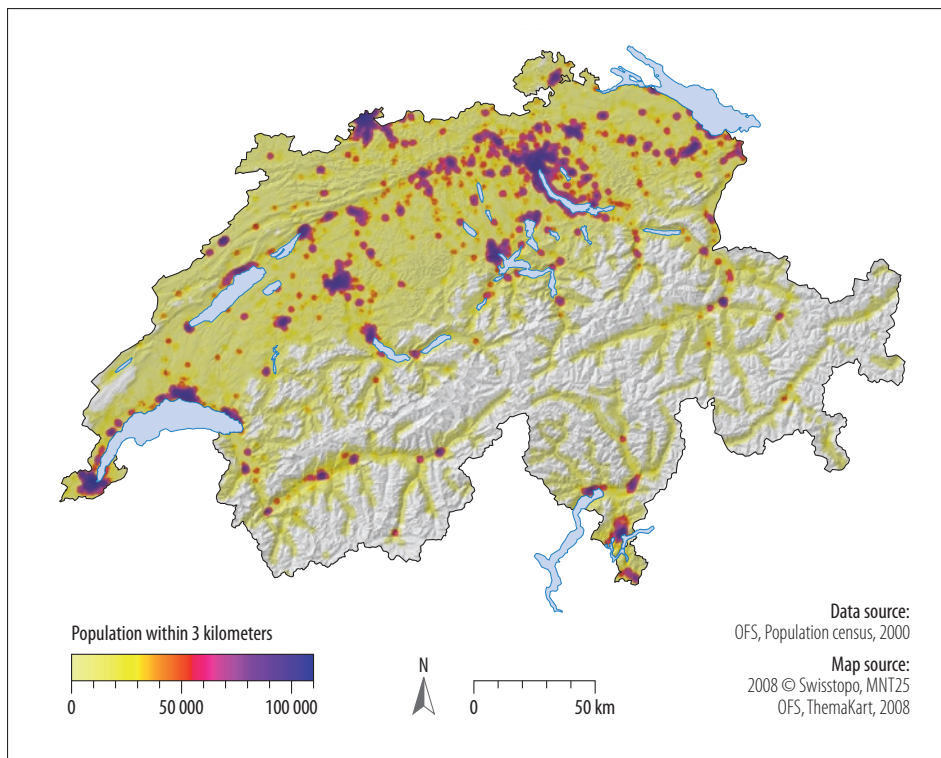 Population within 3 kilometers
0
50 000
100 000
N
0
50 km
Data source:
OFS, Population census, 2000
Map source:
2008 © Swisstopo, MNT25
OFS, ThemaKart, 2008